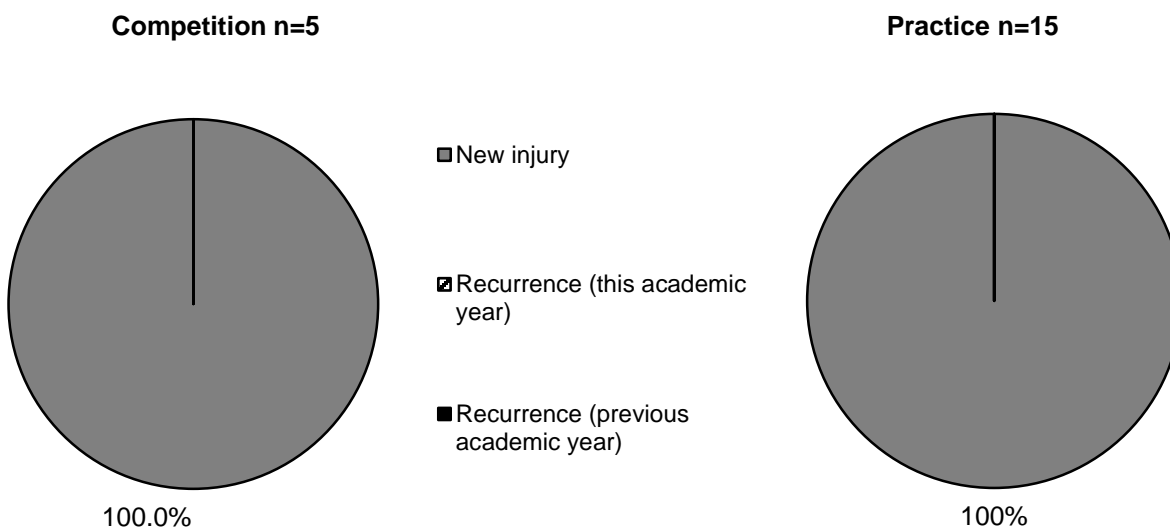 Competition n=5
Practice n=15
New injury
Recurrence (this academic
year)
Recurrence (previous
academic year)
100.0%
100%